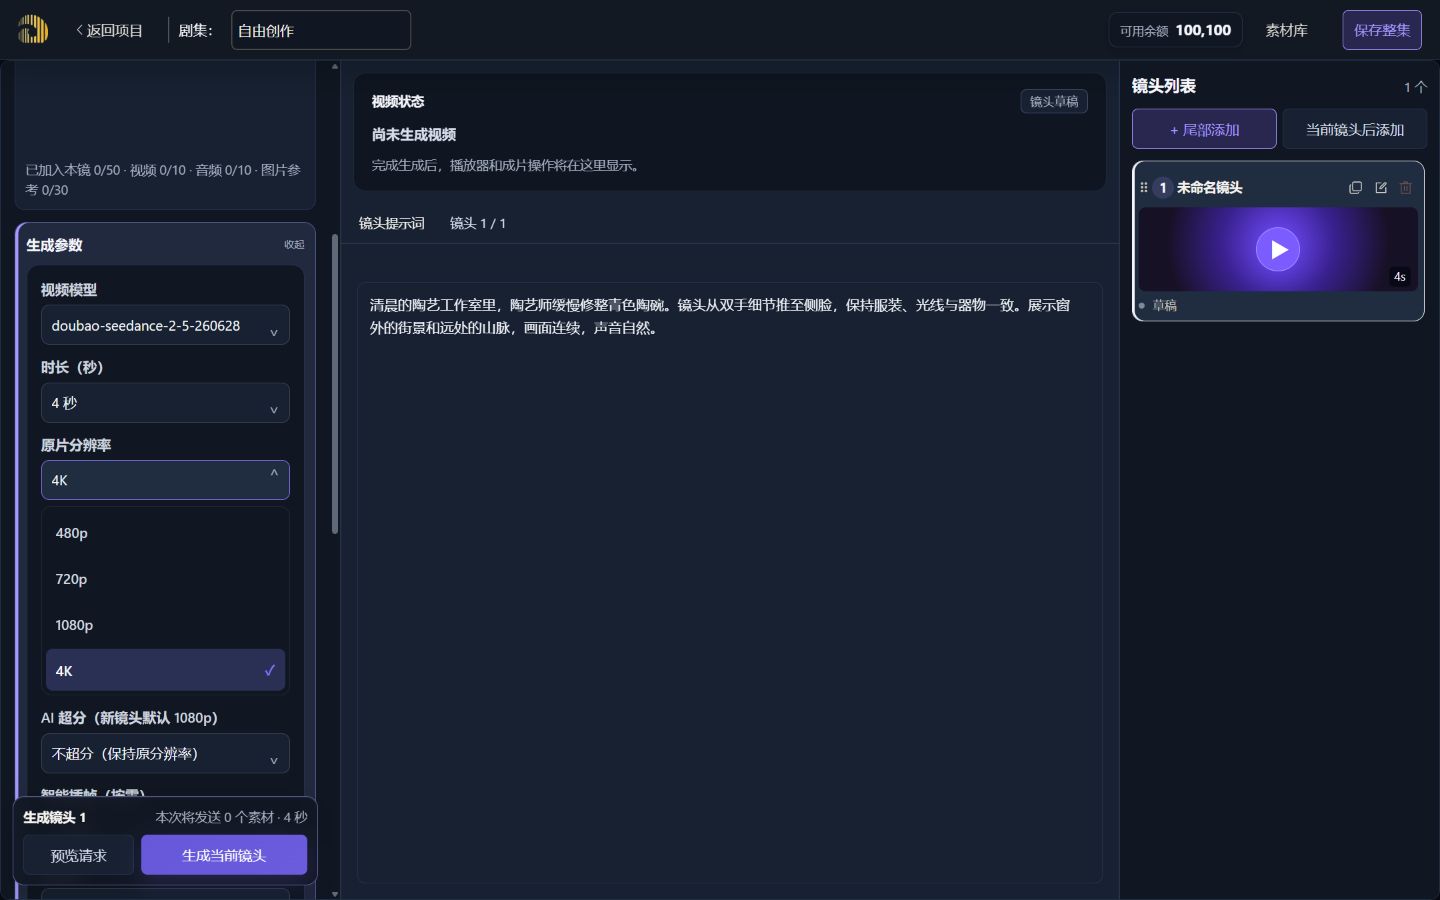 返回项目
剧集：
自由创作
可用余额 100,100
素材库
保存整集
已加入本镜 0/50 · 视频 0/10 · 音频 0/10 · 图片参
考 0/30
生成参数
收起
视频模型
doubao-seedance-2-5-260628
时长（秒）
4 秒
原片分辨率
4K
480p
720p
1080p
4K
AI 超分（新镜头默认 1080p）
不超分（保持原分辨率）
智能插帧（按需）
生成镜头 1
本次将发送 0 个素材 · 4 秒
预览请求
生成当前镜头
视频状态
镜头草稿
尚未生成视频
完成生成后，播放器和成片操作将在这里显示。
镜头提示词
镜头 1 / 1
清晨的陶艺工作室里，陶艺师缓慢修整青色陶碗。镜头从双手细节推至侧脸，保持服装、光线与器物一致。展示窗
外的街景和远处的山脉，画面连续，声音自然。
镜头列表
1 个
+ 尾部添加
当前镜头后添加
1 未命名镜头
4s
草稿